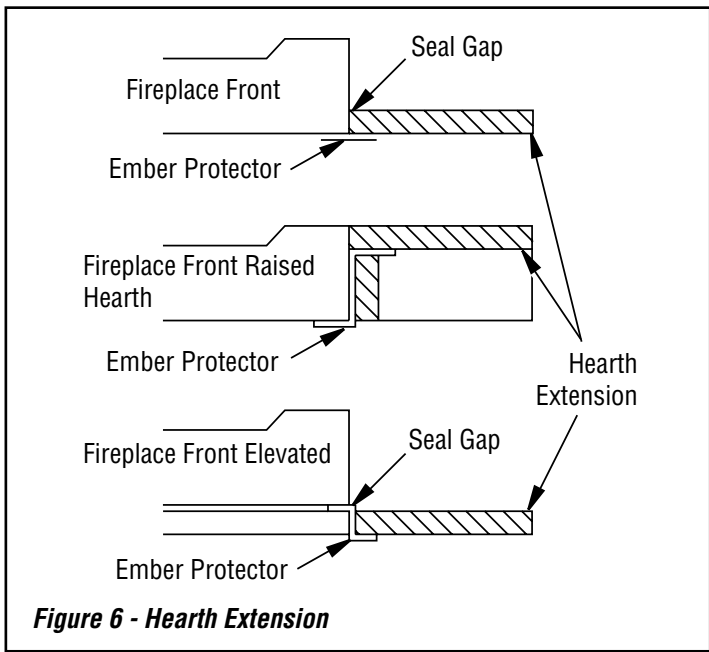 Seal Gap
Fireplace Front
Ember Protector
Fireplace Front Raised
Hearth
Ember Protector
Hearth
Extension
Fireplace Front Elevated
Seal Gap
Ember Protector
Figure 6 - Hearth Extension